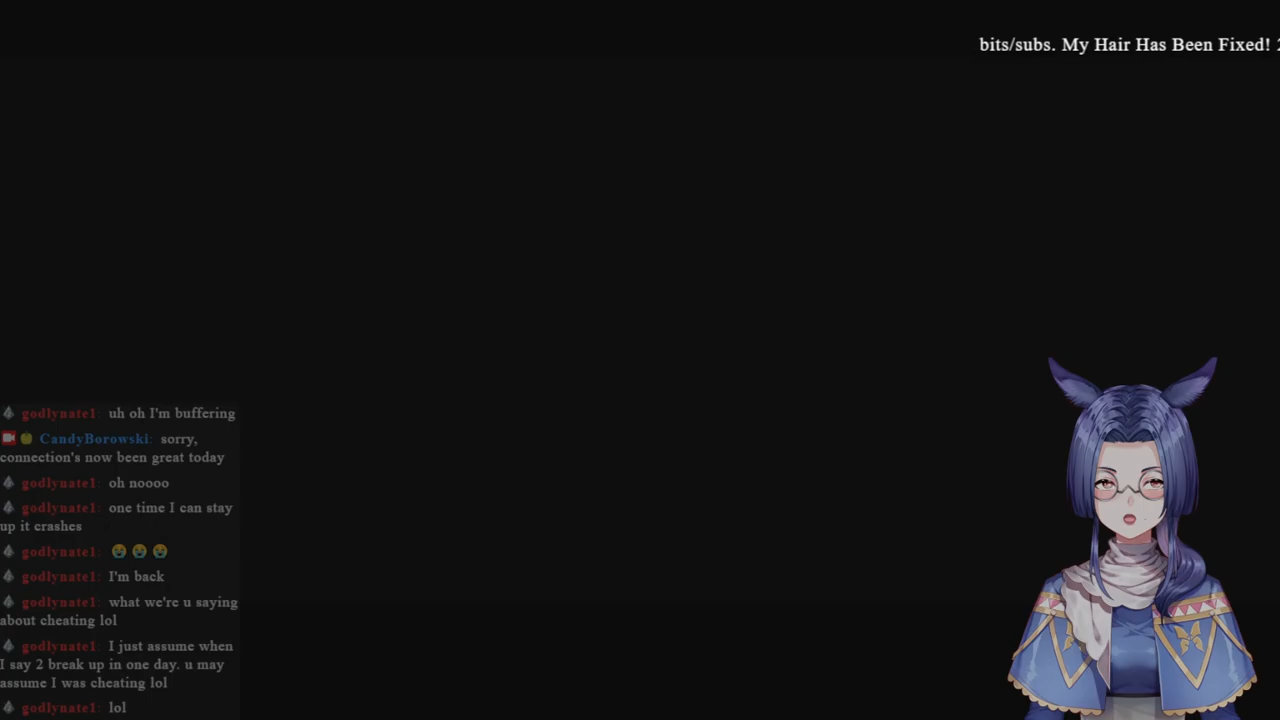 bits/subs. My Hair Has Been Fixed!
godlynate1: uh oh I'm buffering
CandyBorowski: sorry,
connection's now been great today
godlynate1: oh noooo
godlynate1: one time I can stay
up it crashes
godlynate1: 😭 😭 😭
godlynate1: I'm back
godlynate1: what we're u saying
about cheating lol
godlynate1: I just assume when
I say 2 break up in one day. u may
assume I was cheating lol
godlynate1: lol